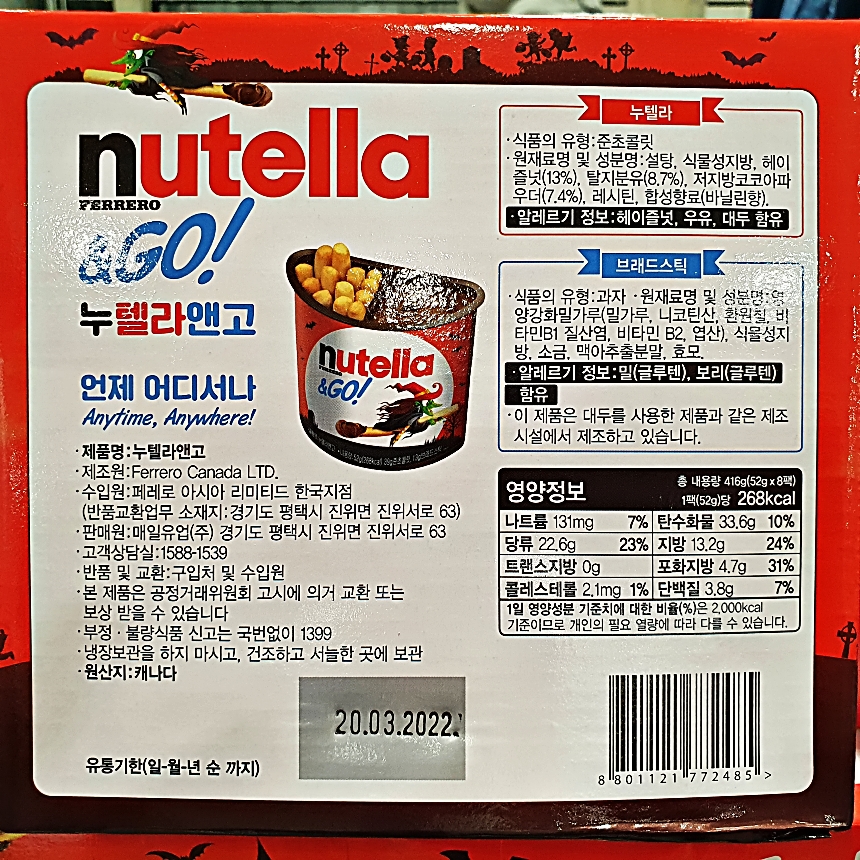 nutella
FERRERO
&GO!
누텔라앤고
언제 어디서나
Anytime, Anywhere!
nutella
&GO!
·제품명:누텔라앤고
·제조원:Ferrero Canada LTD.
·수입원:페레로 아시아 리미티드 한국지점
(반품교환업무 소재지:경기도 평택시 진위면 진위서로 63)
·판매원:매일유업(주) 경기도 평택시 진위면 진위서로 63
·고객상담실:1588-1539
·반품 및 교환:구입처 및 수입원
·본 제품은 공정거래위원회 고시에 의거 교환 또는
보상 받을 수 있습니다
·부정·불량식품 신고는 국번없이 1399
·냉장보관을 하지 마시고, 건조하고 서늘한 곳에 보관
·원산지:캐나다
20.03.2022.
유통기한(일-월-년 순 까지)
누텔라
·식품의 유형:준초콜릿
·원재료명 및 성분명:설탕, 식물성지방, 헤이
즐넛(13%), 탈지분유(8.7%), 저지방코코아파
우더(7.4%), 레시틴, 합성향료(바닐린향).
·알레르기 정보:헤이즐넛, 우유, 대두 함유
브래드스틱
·식품의 유형:과자 ·원재료명 및 성분명:영
양강화밀가루(밀가루, 니코틴산, 환원철, 비
타민B1 질산염, 비타민 B2, 엽산), 식물성지
방, 소금, 맥아추출분말, 효모.
·알레르기 정보:밀(글루텐), 보리(글루텐)
함유
·이 제품은 대두를 사용한 제품과 같은 제조
시설에서 제조하고 있습니다.
영양정보
총 내용량 416g(52g x 8팩)
1팩(52g)당 268kcal
나트륨 131mg 7% 탄수화물 33.6g 10%
당류 22.6g 23% 지방 13.2g 24%
트랜스지방 0g 포화지방 4.7g 31%
콜레스테롤 2.1mg 1% 단백질 3.8g 7%
1일 영양성분 기준치에 대한 비율(%)은 2,000kcal
기준이므로 개인의 필요 열량에 따라 다를 수 있습니다.
8 801121 772485 >